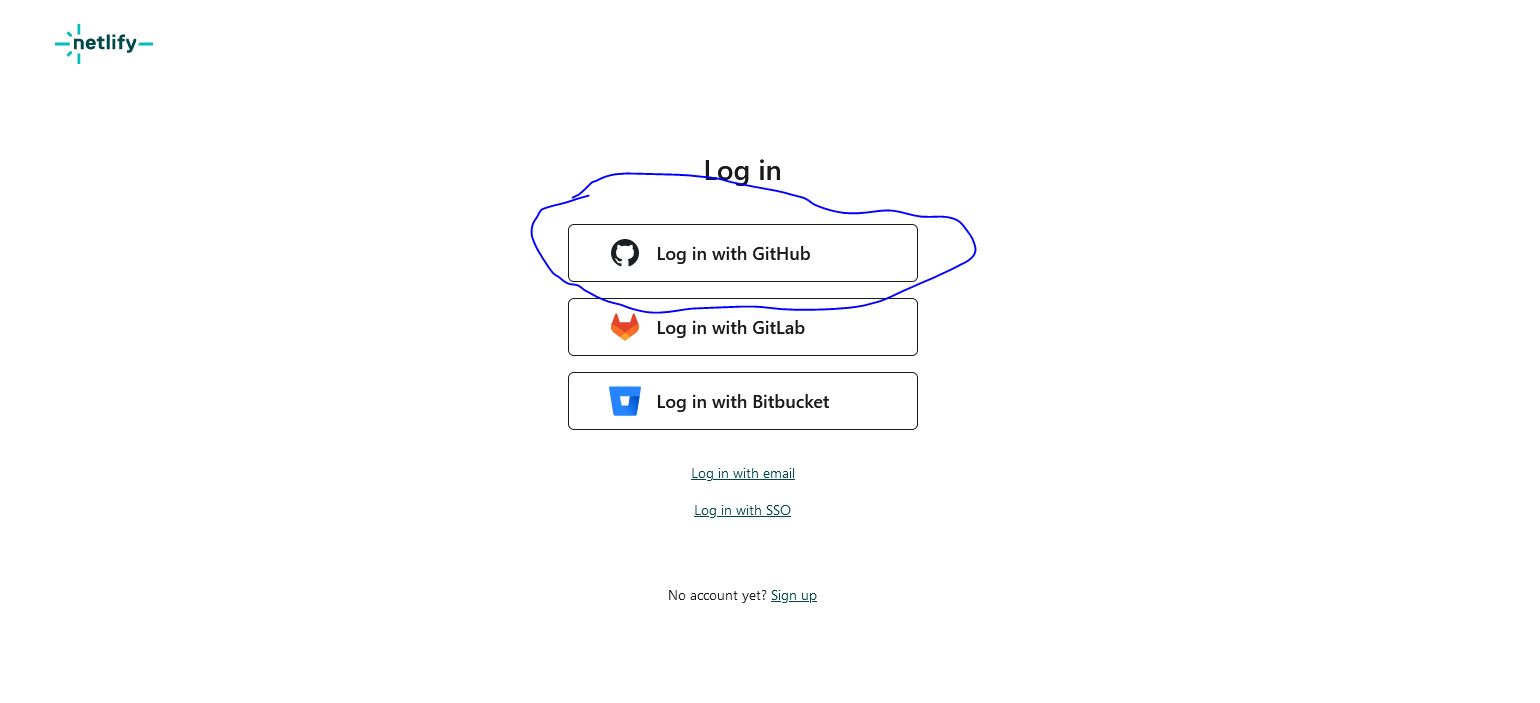 netlify
Log in
Log in with GitHub
Log in with GitLab
Log in with Bitbucket
Log in with email
Log in with SSO
No account yet? Sign up